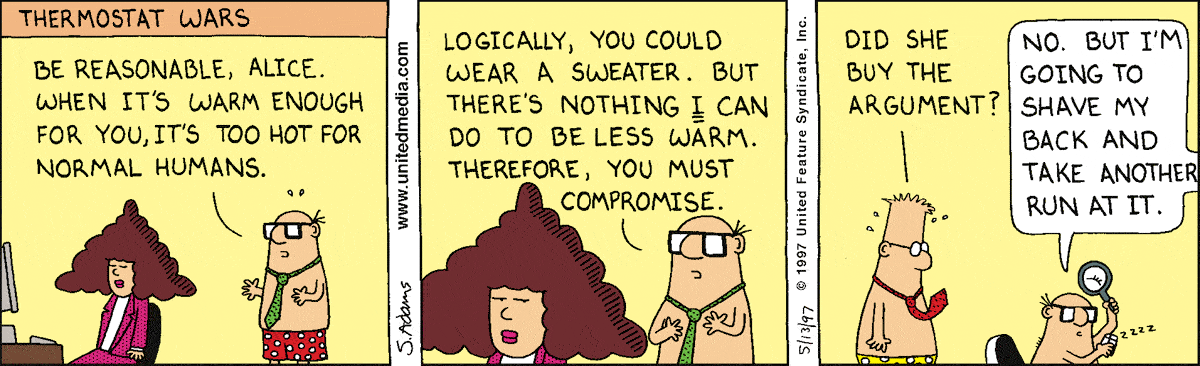 THERMOSTAT WARS
BE REASONABLE, ALICE.
WHEN IT'S WARM ENOUGH
FOR YOU, IT'S TOO HOT FOR
NORMAL HUMANS.
www.unitedmedia.com
S. Adams
LOGICALLY, YOU COULD
WEAR A SWEATER. BUT
THERE'S NOTHING I CAN
DO TO BE LESS WARM.
THEREFORE, YOU MUST
COMPROMISE.
5/13/97 © 1997 United Feature Syndicate, Inc.
DID SHE
BUY THE
ARGUMENT?
NO. BUT I'M
GOING TO
SHAVE MY
BACK AND
TAKE ANOTHER
RUN AT IT.
ZZZZ